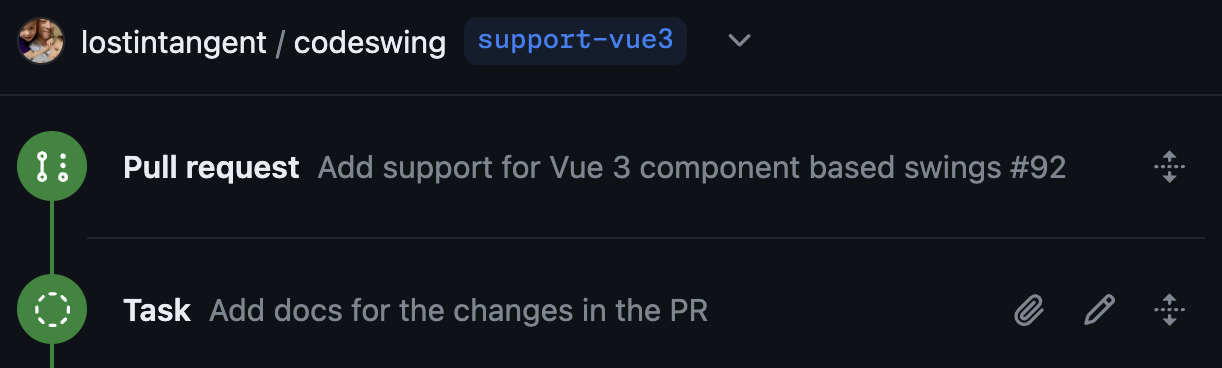 lostintangent / codeswing support-vue3
Pull request Add support for Vue 3 component based swings #92
Task Add docs for the changes in the PR